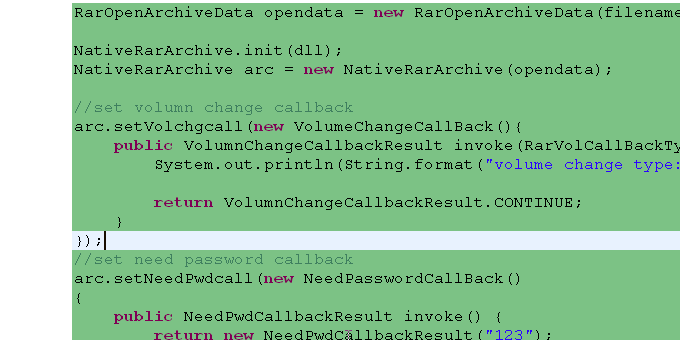 RarOpenArchiveData opendata = new RarOpenArchiveData(filename
NativeRarArchive.init(dll);
NativeRarArchive arc = new NativeRarArchive(opendata);
//set volumn change callback
arc.setVolchgcall(new VolumeChangeCallBack(){
public VolumnChangeCallbackResult invoke(RarVolCallBackTy
System.out.println(String.format("volume change type:
return VolumnChangeCallbackResult.CONTINUE;
}
});
//set need password callback
arc.setNeedPwdcall(new NeedPasswordCallBack()
{
public NeedPwdCallbackResult invoke() {
return new NeedPwdCallbackResult("123");